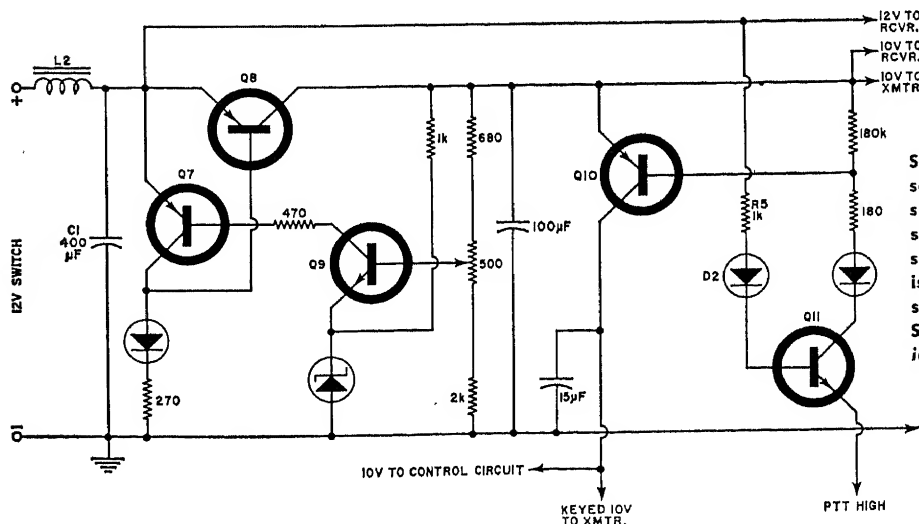 L2
12V TO
RCVR.
10V TO
RCVR.
10V TO
XMTR.
Q8
1k
680
180k
Q10
Q7
470
R5
1k
180
C1
400
µF
Q9
500
100µF
D2
12V SWITCH
Q11
270
2k
15µF
10V TO CONTROL CIRCUIT
KEYED 10V
TO XMTR.
PTT HIGH